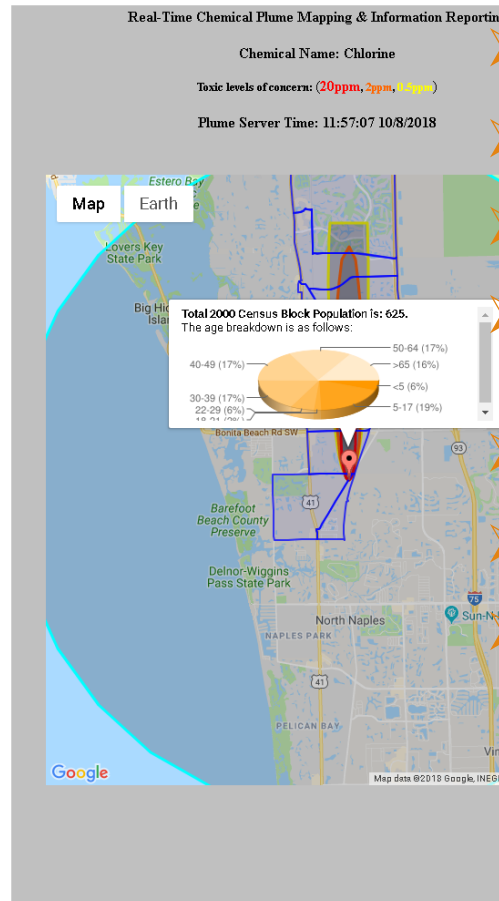 Real-Time Chemical Plume Mapping & Information Reportin
Chemical Name: Chlorine
Toxic levels of concern: (20ppm, 2ppm, 0.5ppm)
Plume Server Time: 11:57:07 10/8/2018
Estero Bay
Map Earth
Lovers Key
State Park
Big Hic
Islan
Total 2000 Census Block Population is: 625.
The age breakdown is as follows:
50-64 (17%)
40-49 (17%)
>65 (16%)
<5 (6%)
30-39 (17%)
5-17 (19%)
22-29 (6%)
Bonita Beach Rd SW
93
41
Barefoot
Beach County
Preserve
Delnor-Wiggins
Pass State Park
75
Sun-N-
North Naples
NAPLES PARK
41
PELICAN BAY
Vin
Google
Map data ©2018 Google, INEGI